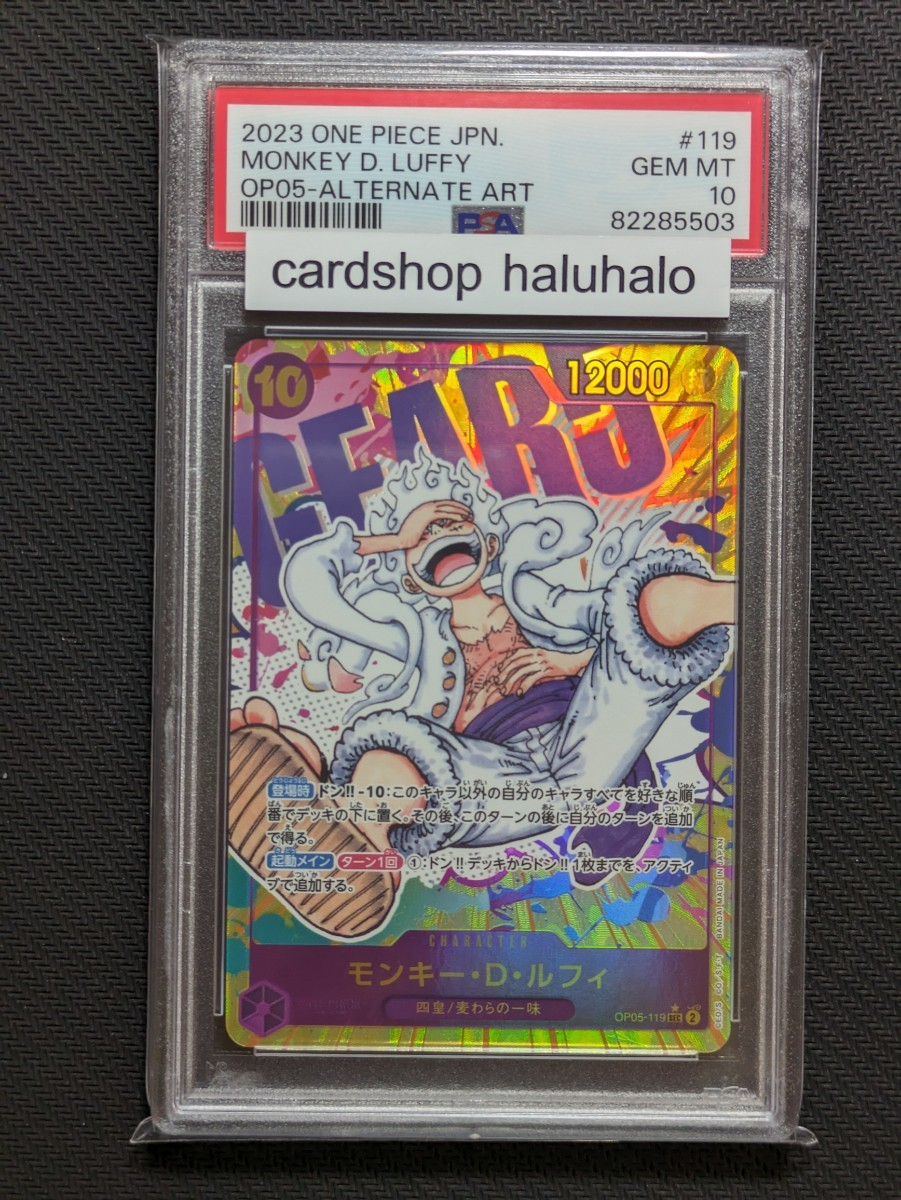 2023 ONE PIECE JPN. #119
MONKEY D. LUFFY GEM MT
OP05-ALTERNATE ART 10
PSA 82285503
cardshop haluhalo
10 12000 打
GEAR5
登場時 ドン!!-10:このキャラ以外の自分のキャラすべてを好きな順
番でデッキの下に置く。その後、このターンの後に自分のターンを追加
で得る。
起動メイン ターン1回 ①:ドン!!デッキからドン!!1枚までを、アクティ
ブで追加する。
CHARACTER
モンキー・D・ルフィ
四皇/麦わらの一味
OP05-119 SEC 2
BANDAI MADE IN JAPAN